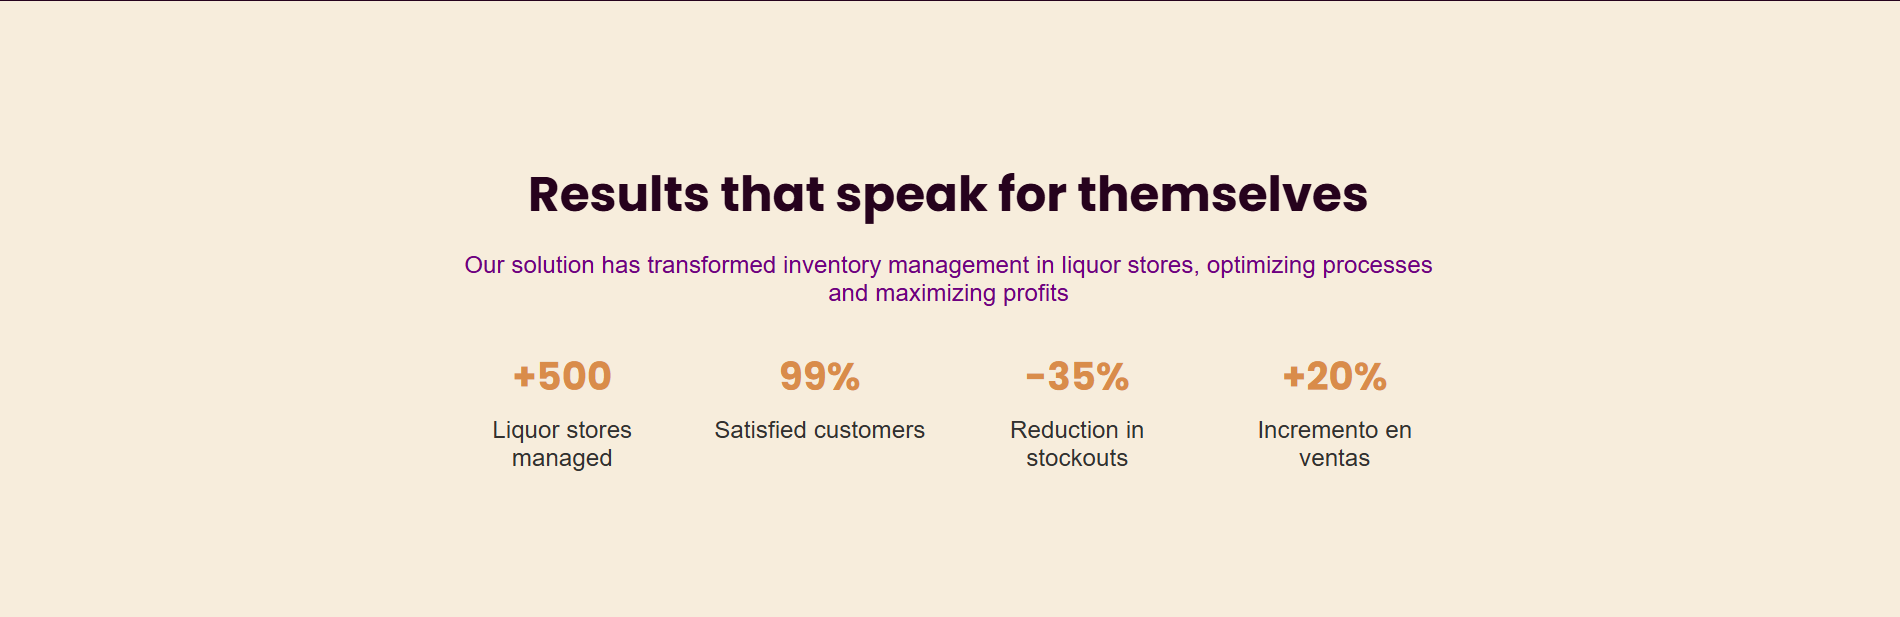 Results that speak for themselves
Our solution has transformed inventory management in liquor stores, optimizing processes
and maximizing profits
+500
Liquor stores
managed
99%
Satisfied customers
-35%
Reduction in
stockouts
+20%
Incremento en
ventas